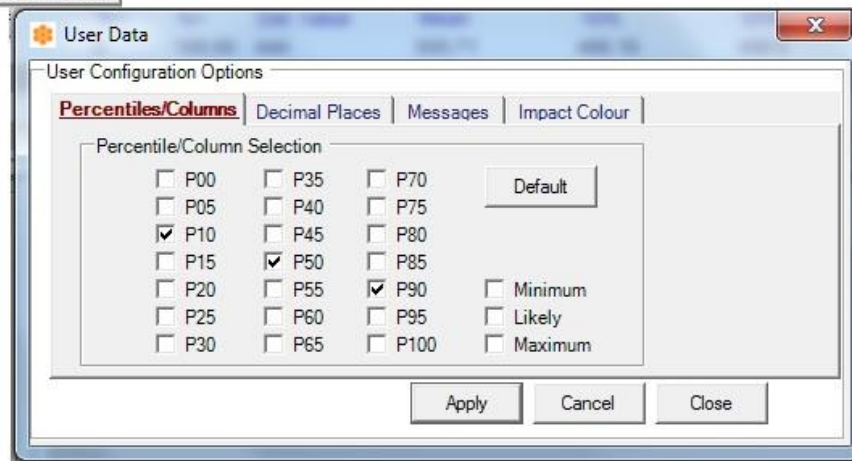 User Data
User Configuration Options
Percentiles/Columns Decimal Places Messages Impact Colour
Percentile/Column Selection
P00 P35 P70 Default
P05 P40 P75
P10 P45 P80
P15 P50 P85
P20 P55 P90 Minimum
P25 P60 P95 Likely
P30 P65 P100 Maximum
Apply Cancel Close